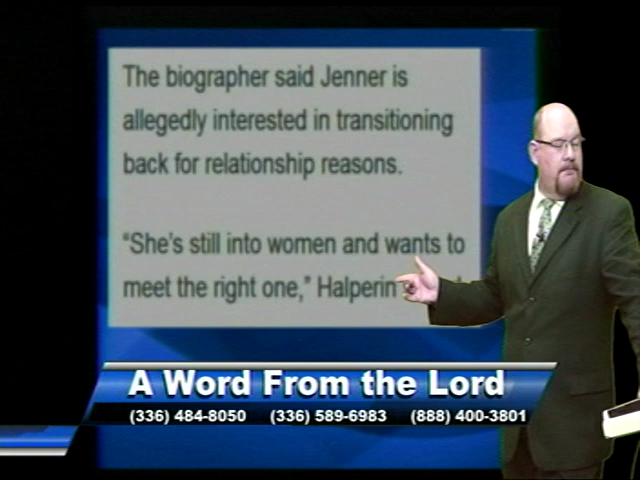 The biographer said Jenner is
allegedly interested in transitioning
back for relationship reasons.
“She’s still into women and wants to
meet the right one,” Halperin
A Word From the Lord
(336) 484-8050 (336) 589-6983 (888) 400-3801